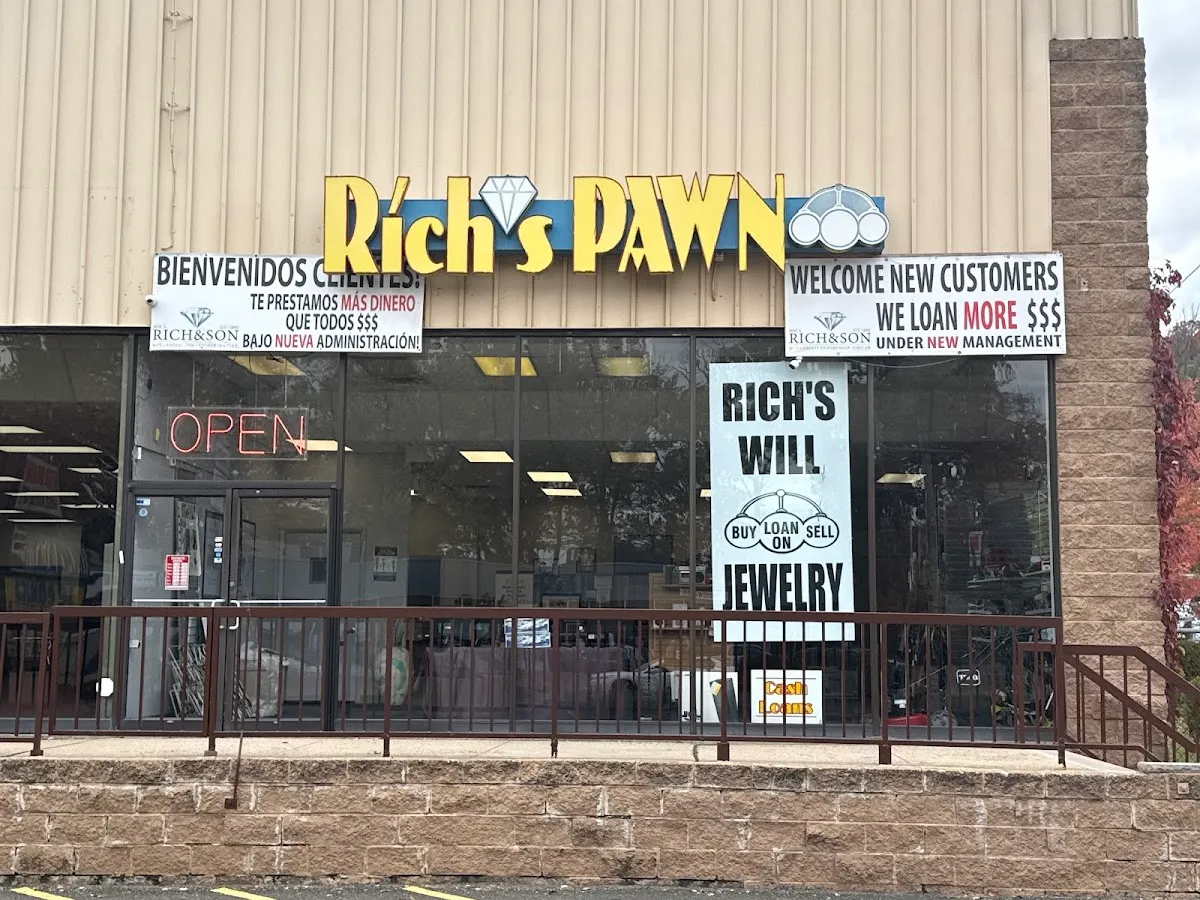 Rích's PAWN
BIENVENIDOS CLIENTES!
TE PRESTAMOS MÁS DINERO
QUE TODOS $$$
BAJO NUEVA ADMINISTRACIÓN!
RICH&SON
WELCOME NEW CUSTOMERS
WE LOAN MORE $$$
UNDER NEW MANAGEMENT
RICH&SON
OPEN
RICH'S
WILL
BUY LOAN SELL
ON
JEWELRY
Cash
Loans